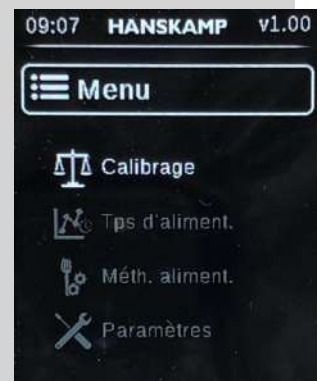 09:07 HANSKAMP v1.00
Menu
Calibrage
Tps d'aliment.
Méth. aliment.
Paramètres